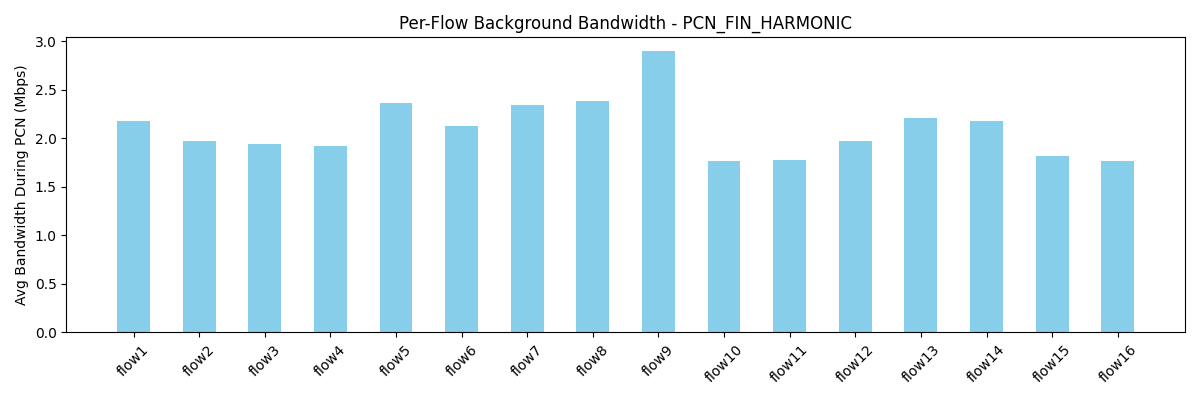 Per-Flow Background Bandwidth - PCN_FIN_HARMONIC
Avg Bandwidth During PCN (Mbps)
3.0
2.5
2.0
1.5
1.0
0.5
0.0
flow1
flow2
flow3
flow4
flow5
flow6
flow7
flow8
flow9
flow10
flow11
flow12
flow13
flow14
flow15
flow16